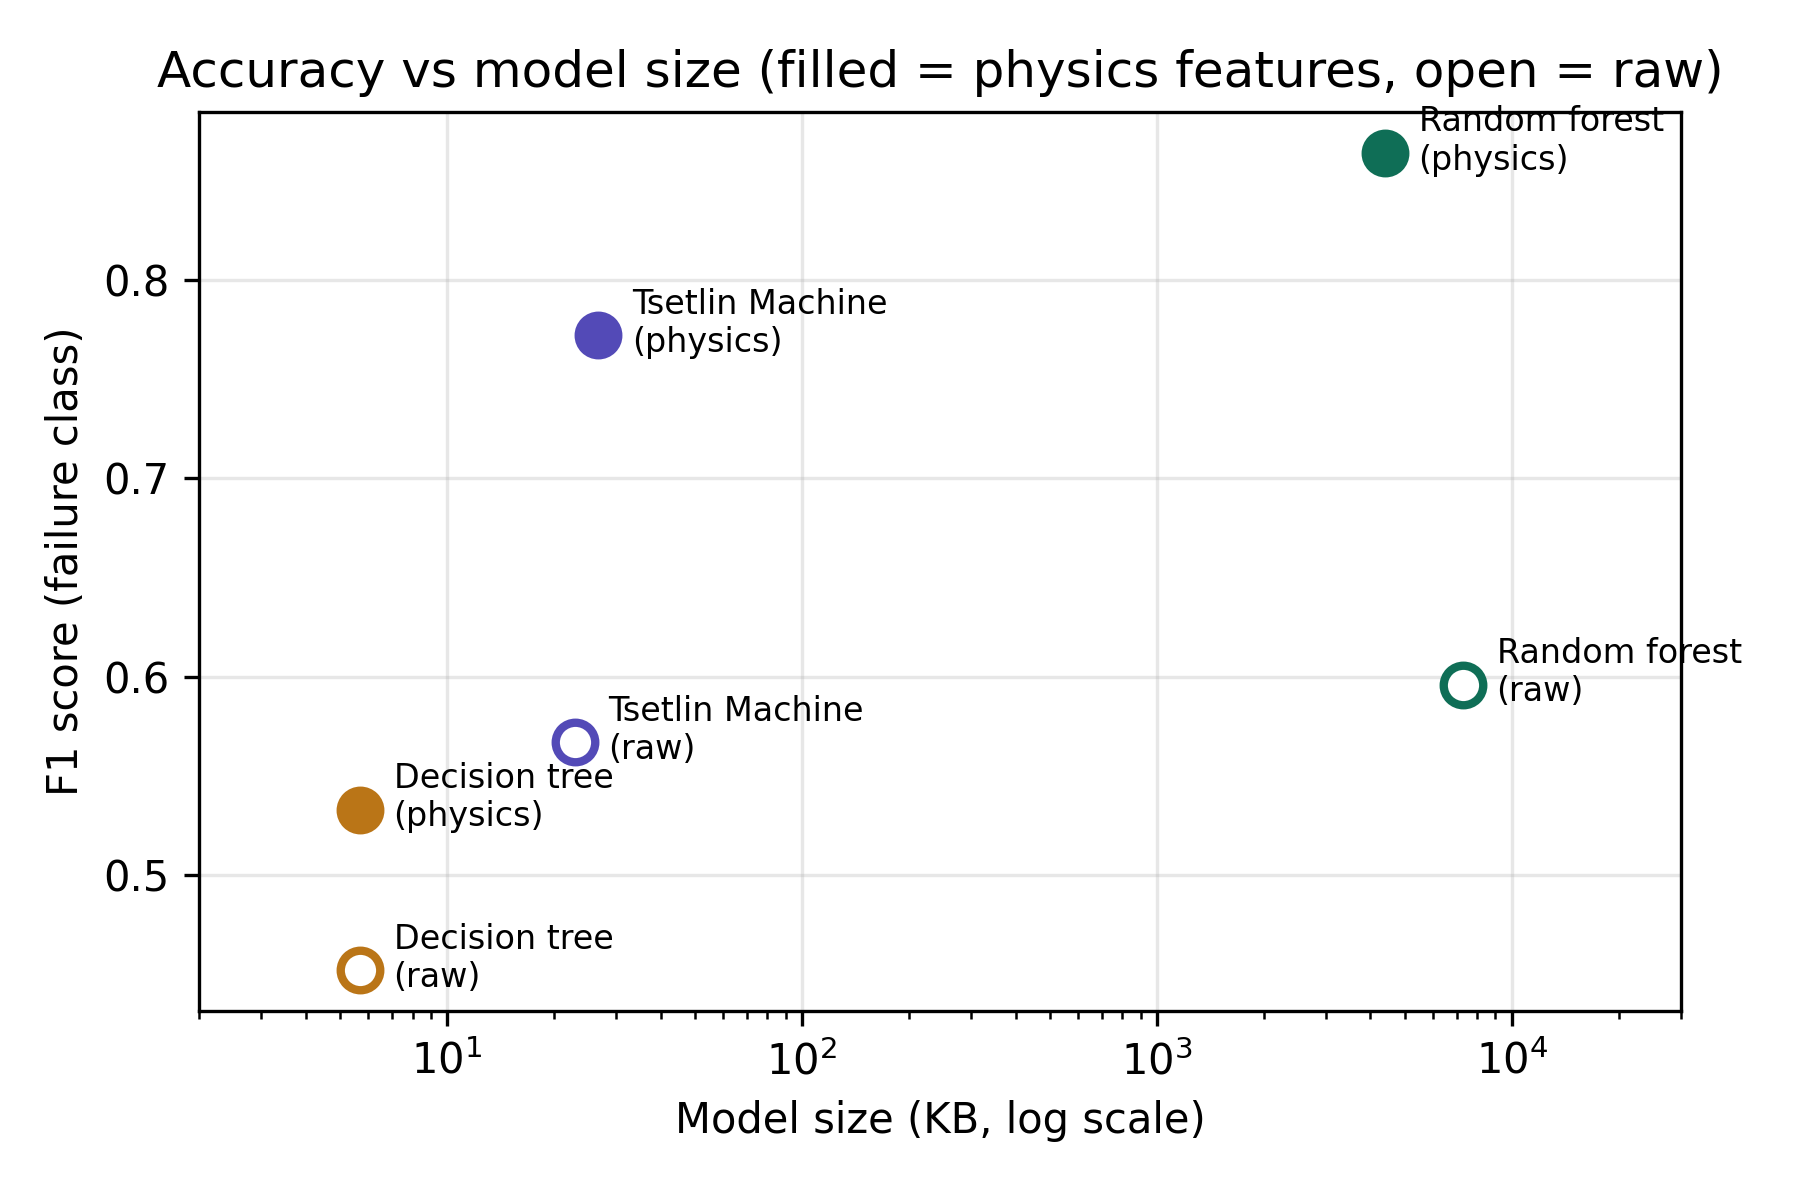 Accuracy vs model size (filled = physics features, open = raw)
Random forest
(physics)
0.8
Tsetlin Machine
(physics)
0.7
Random forest
(raw)
0.6
Tsetlin Machine
(raw)
Decision tree
(physics)
0.5
Decision tree
(raw)
F1 score (failure class)
10¹ 10² 10³ 10⁴
Model size (KB, log scale)